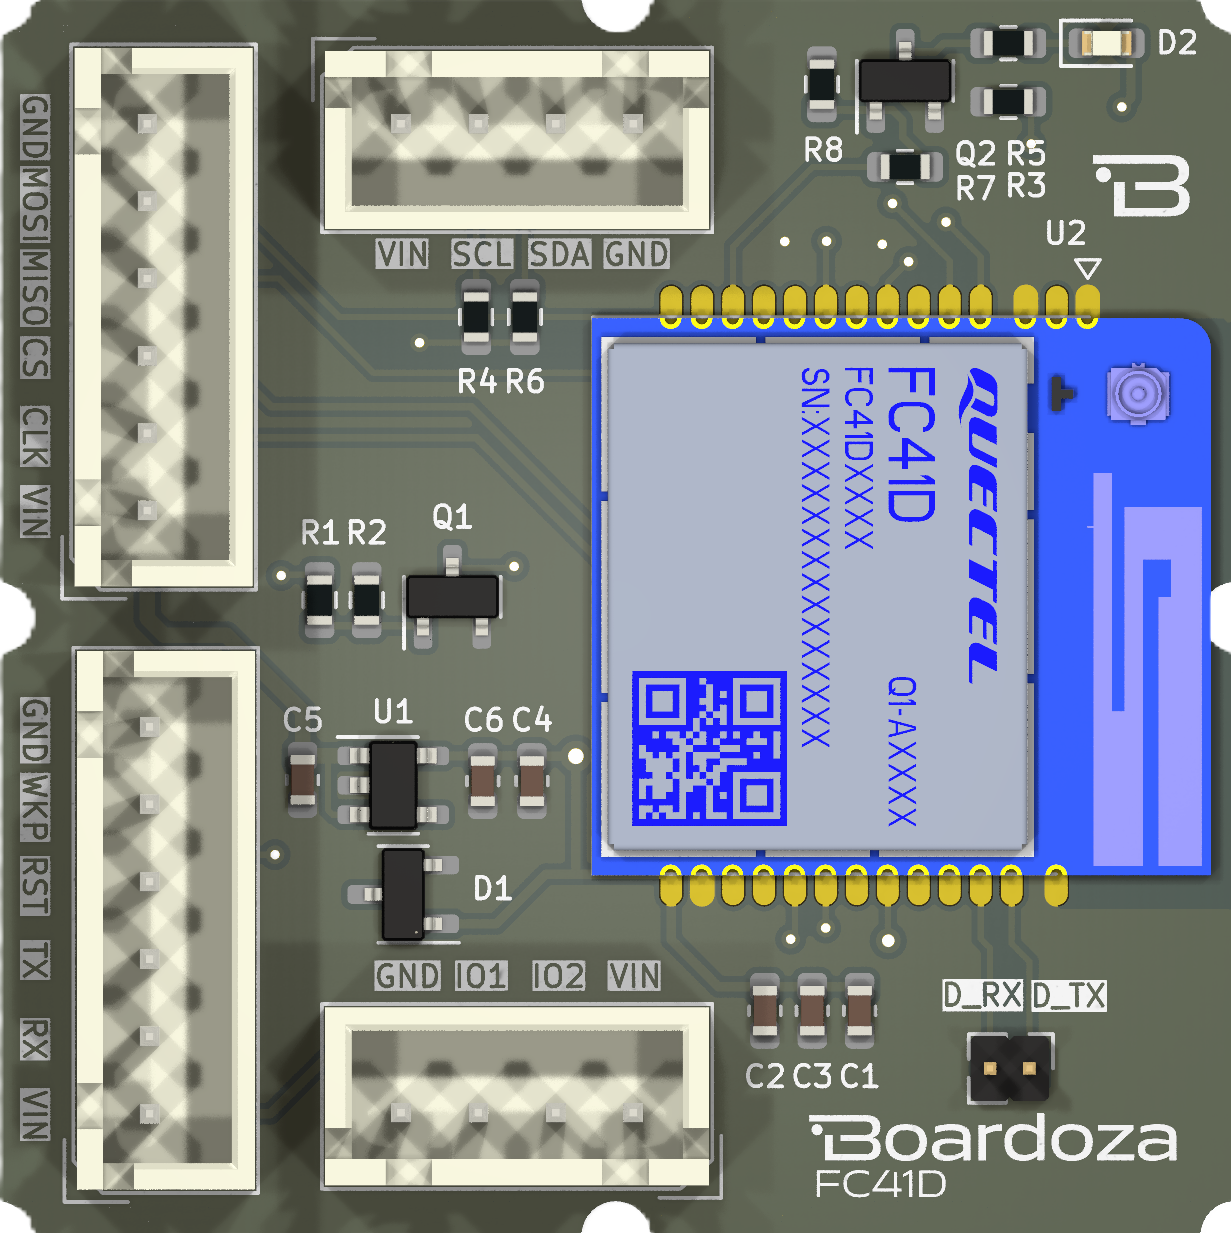 D2
R8
Q2 R5
R7 R3
U2
VIN SCL SDA GND
GND MOSI MISO CS CLK VIN
R4 R6
QUECTEL
FC41D
FC41DXXXX
SN:XXXXXXXXXXXXXXX
Q1-AXXXX
R1 R2 Q1
C5 U1 C6 C4
D1
GND WKP RST TX RX VIN
GND IO1 IO2 VIN
D_RX D_TX
C2 C3 C1
Boardoza
FC41D